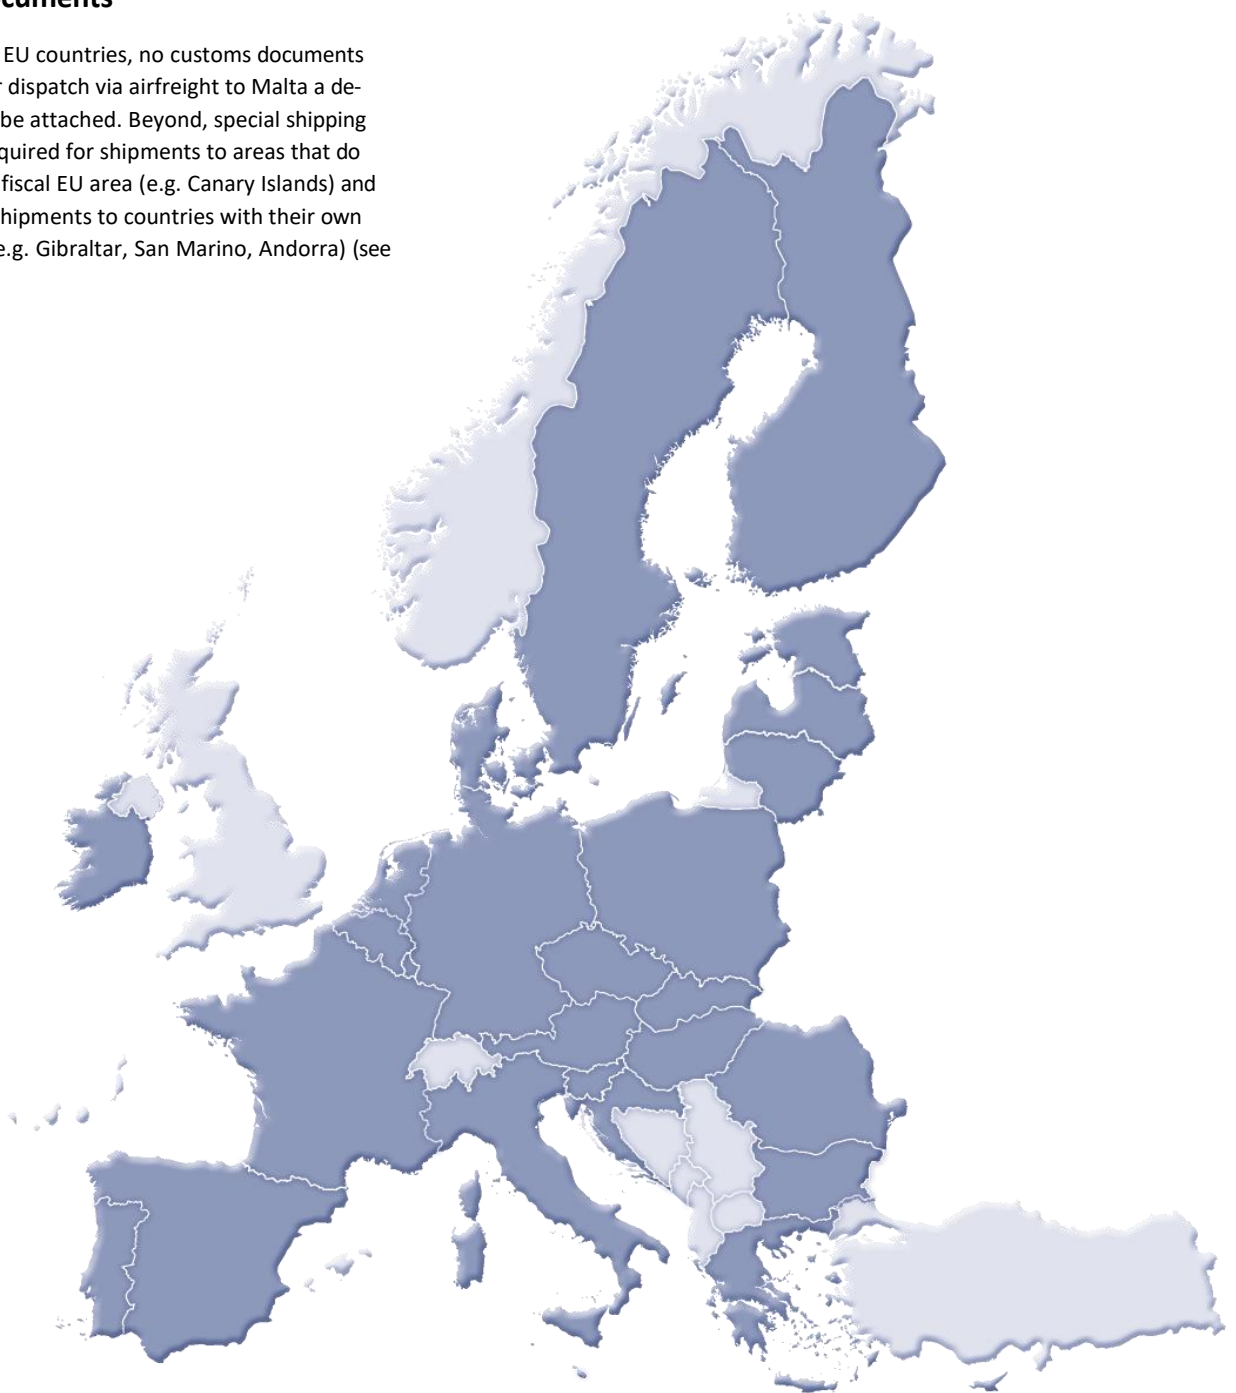 cuments
EU countries, no customs documents
r dispatch via airfreight to Malta a de-
be attached. Beyond, special shipping
quired for shipments to areas that do
fiscal EU area (e.g. Canary Islands) and
hipments to countries with their own
e.g. Gibraltar, San Marino, Andorra) (see